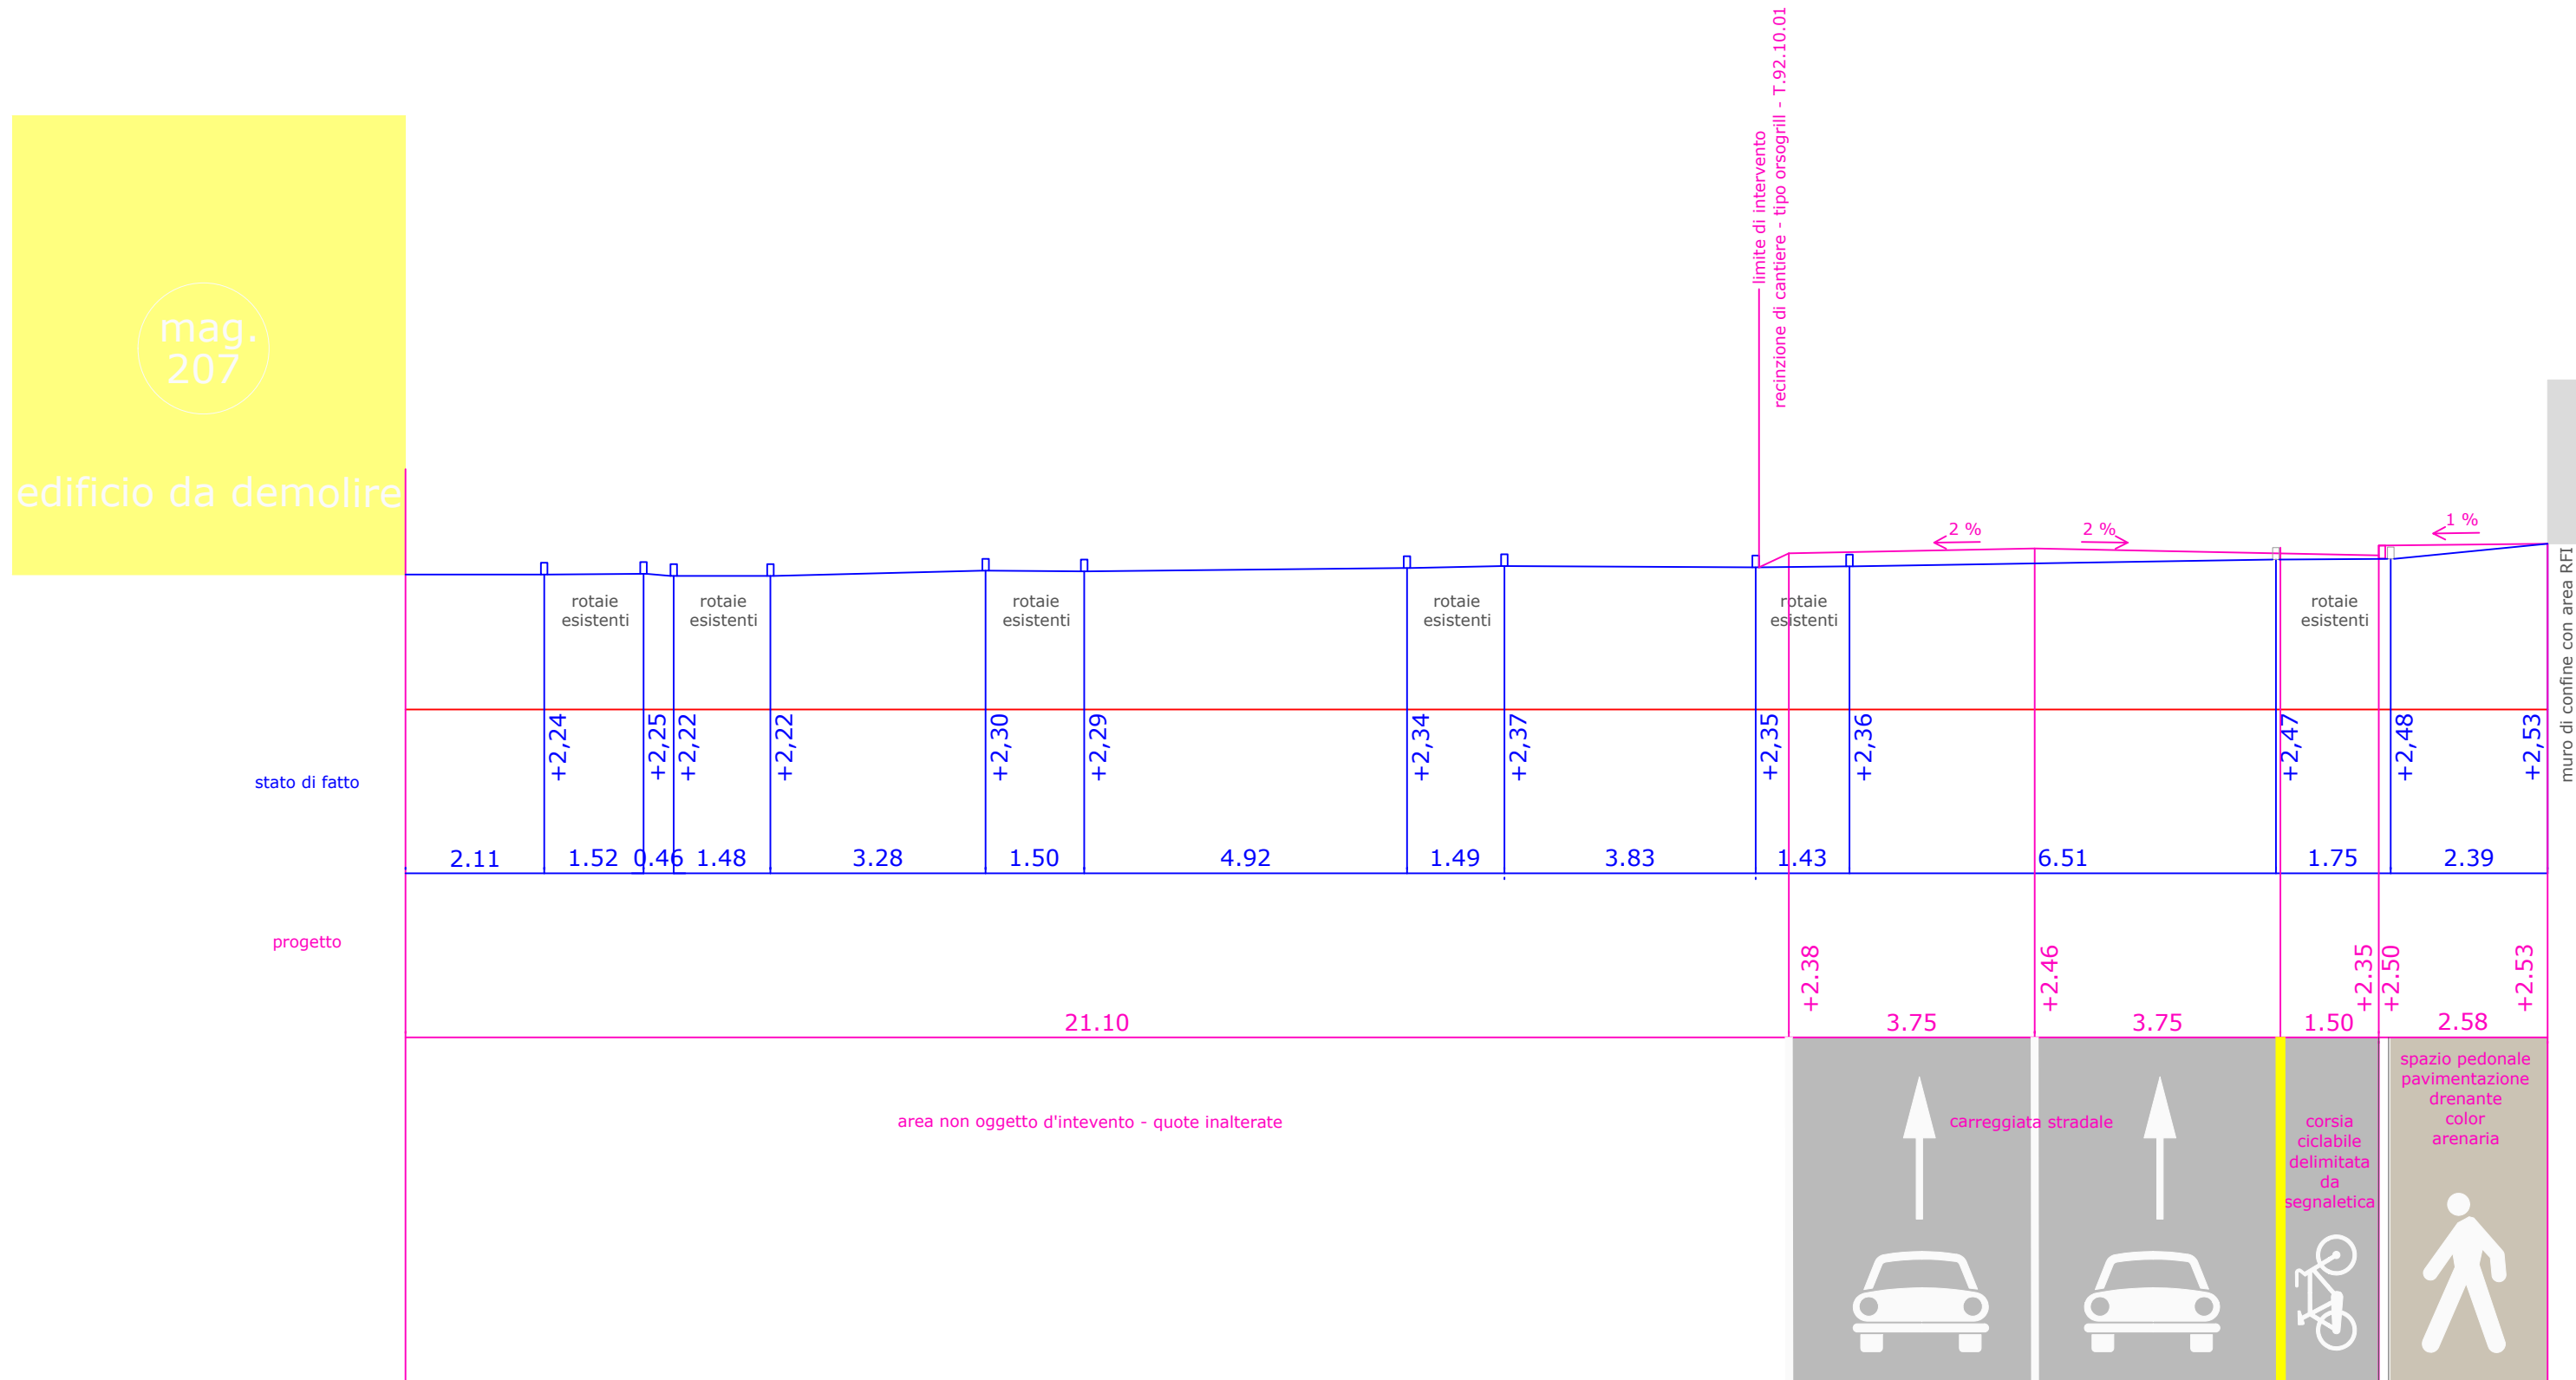 limite di intervento
recinzione di cantiere - tipo orsogrill - T.92.10.01
mag.
207
edificio da demolire
2 %
2 %
1 %
muro di confine con area RFI
rotaie
esistenti
rotaie
esistenti
rotaie
esistenti
rotaie
esistenti
rotaie
esistenti
rotaie
esistenti
stato di fatto
+2,24
+2,25
+2,22
+2,22
+2,30
+2,29
+2,34
+2,37
+2,35
+2,36
+2,47
+2,48
+2,53
2.11
1.52
0.46
1.48
3.28
1.50
4.92
1.49
3.83
1.43
6.51
1.75
2.39
progetto
+2.38
+2.46
+2.35
+2.50
+2.53
21.10
3.75
3.75
1.50
2.58
area non oggetto d'intevento - quote inalterate
carreggiata stradale
corsia
ciclabile
delimitata
da
segnaletica
spazio pedonale
pavimentazione
drenante
color
arenaria